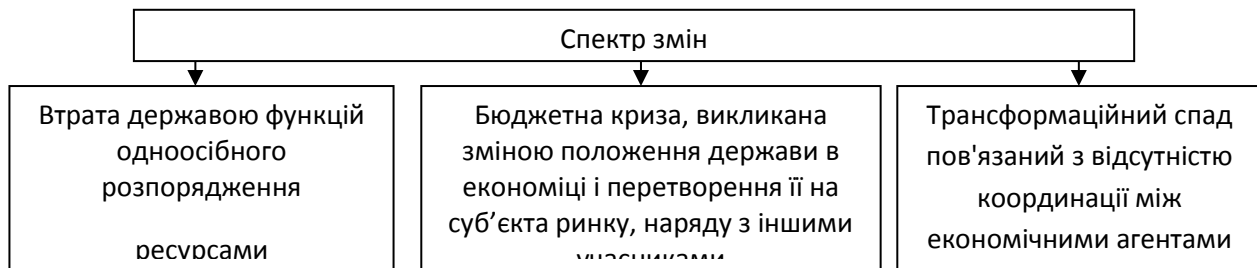 Спектр змін
Втрата державою функцій
одноосібного
розпорядження
ресурсами
Бюджетна криза, викликана
зміною положення держави в
економіці і перетворення її на
суб’єкта ринку, наряду з іншими
учасниками
Трансформаційний спад
пов'язаний з відсутністю
координації між
економічними агентами